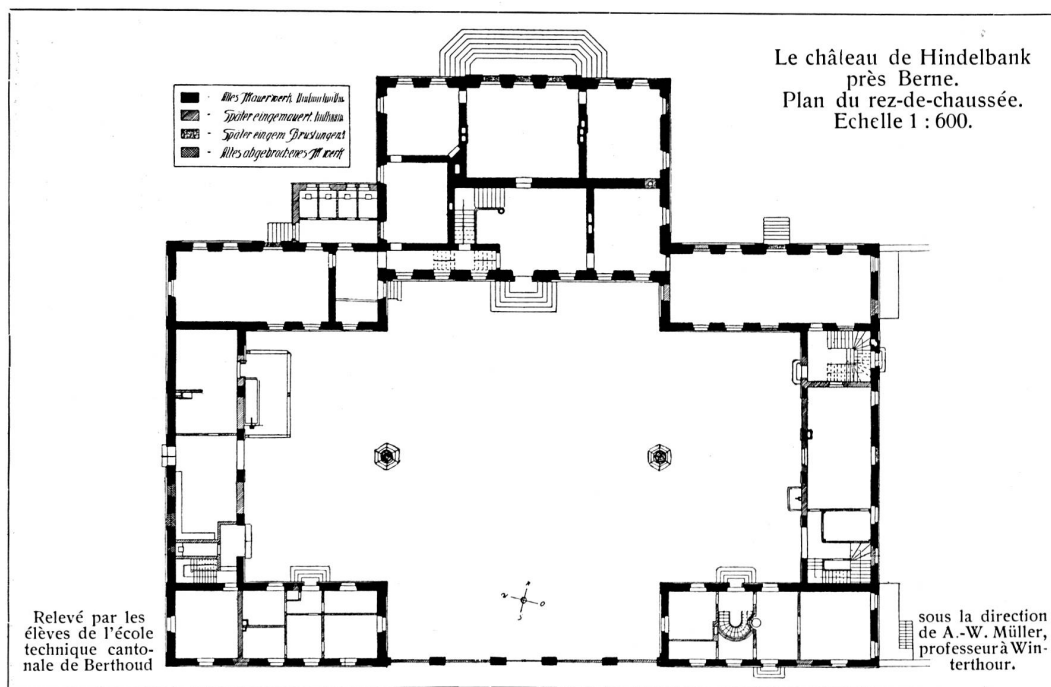 Le château de Hindelbank
près Berne.
Plan du rez-de-chaussée.
Echelle 1 : 600.
Altes Mauerwerk
Später eingemauert
Später eingem Brüstungen
Altes abgebrochenes M'werk
Relevé par les
élèves de l'école
technique canto-
nale de Berthoud
sous la direction
de A.-W. Müller,
professeur à Win-
terthour.